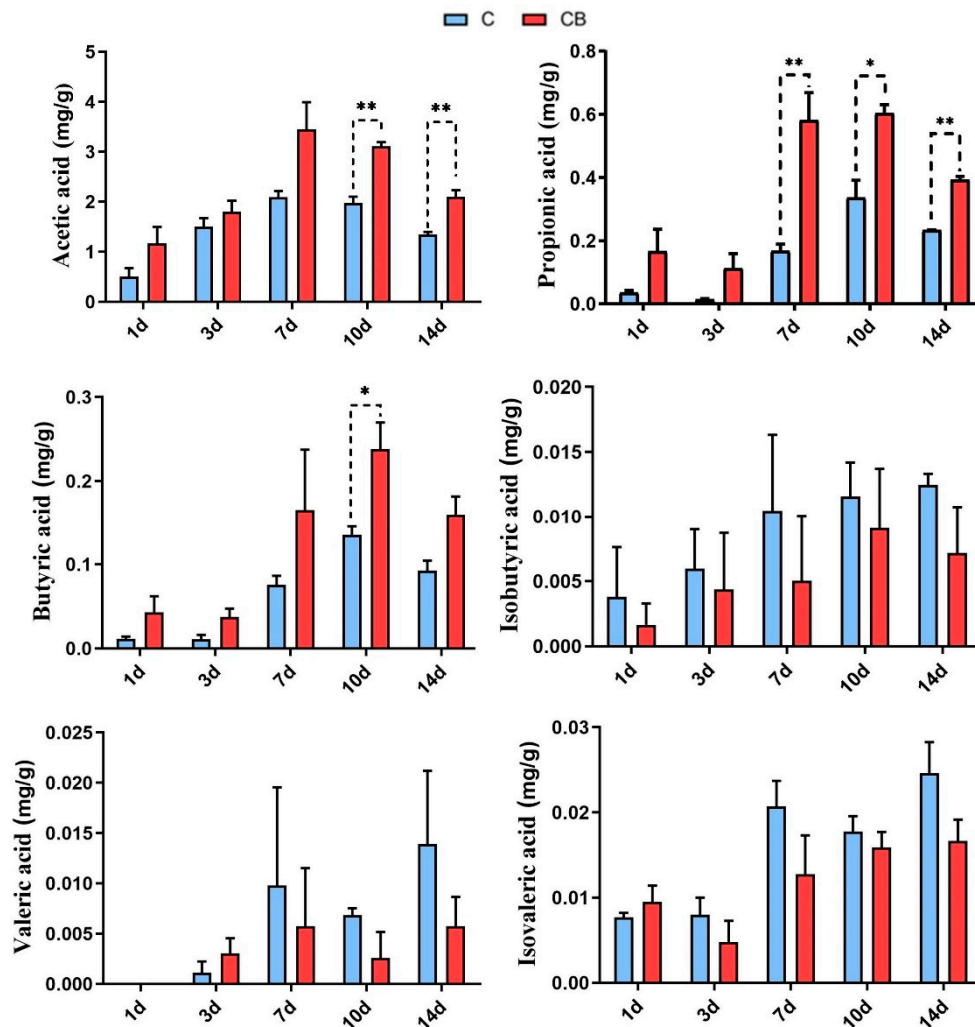 C CB
Acetic acid (mg/g)
5
4
3
2
1
0
** **
1d 3d 7d 10d 14d
Propionic acid (mg/g)
0.8
0.6
0.4
0.2
0.0
** * **
1d 3d 7d 10d 14d
Butyric acid (mg/g)
0.3
0.2
0.1
0.0
*
1d 3d 7d 10d 14d
Isobutyric acid (mg/g)
0.020
0.015
0.010
0.005
0.000
1d 3d 7d 10d 14d
Valeric acid (mg/g)
0.025
0.020
0.015
0.010
0.005
0.000
1d 3d 7d 10d 14d
Isovaleric acid (mg/g)
0.03
0.02
0.01
0.00
1d 3d 7d 10d 14d